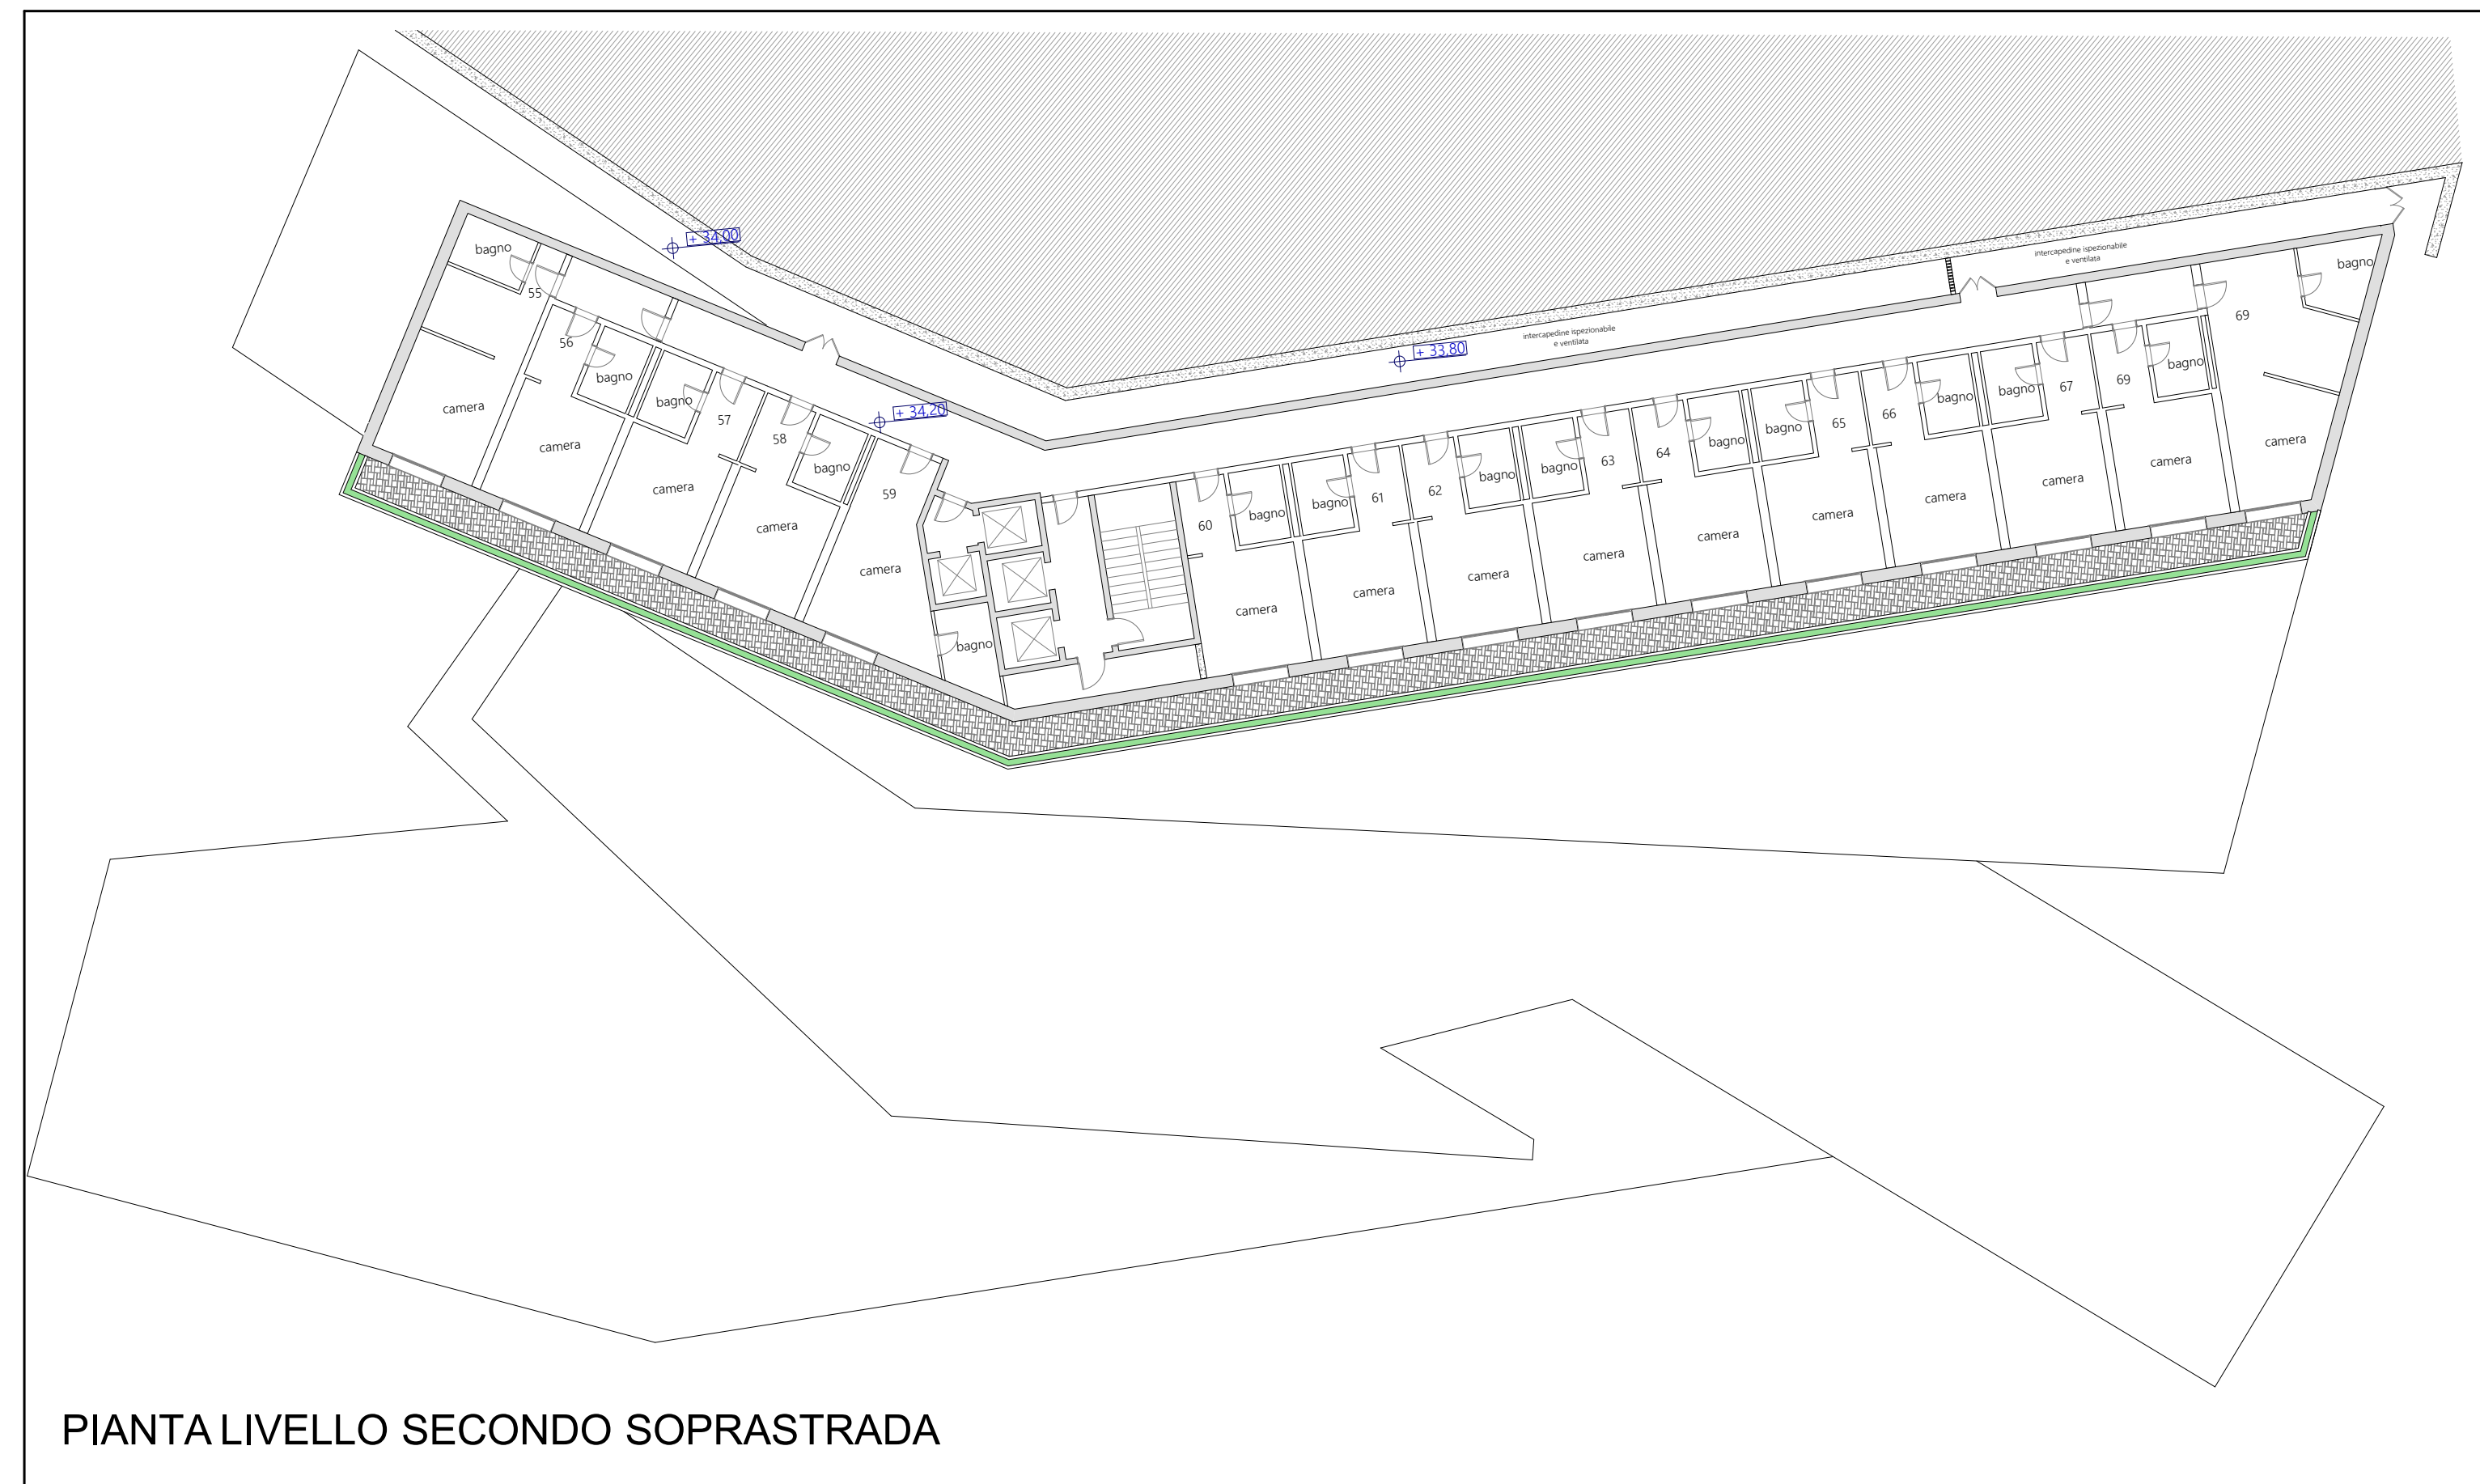 + 34,00
intercapedine ispezionabile
e ventilata
bagno
bagno
55
69
56
intercapedine ispezionabile
e ventilata
+ 33,80
bagno
bagno
bagno
bagno
67
69
camera
+ 34,20
57
bagno
66
65
camera
58
bagno
bagno
64
63
camera
bagno
59
bagno
bagno
62
61
camera
camera
camera
camera
camera
camera
bagno
bagno
60
camera
camera
camera
camera
camera
camera
bagno
PIANTA LIVELLO SECONDO SOPRASTRADA